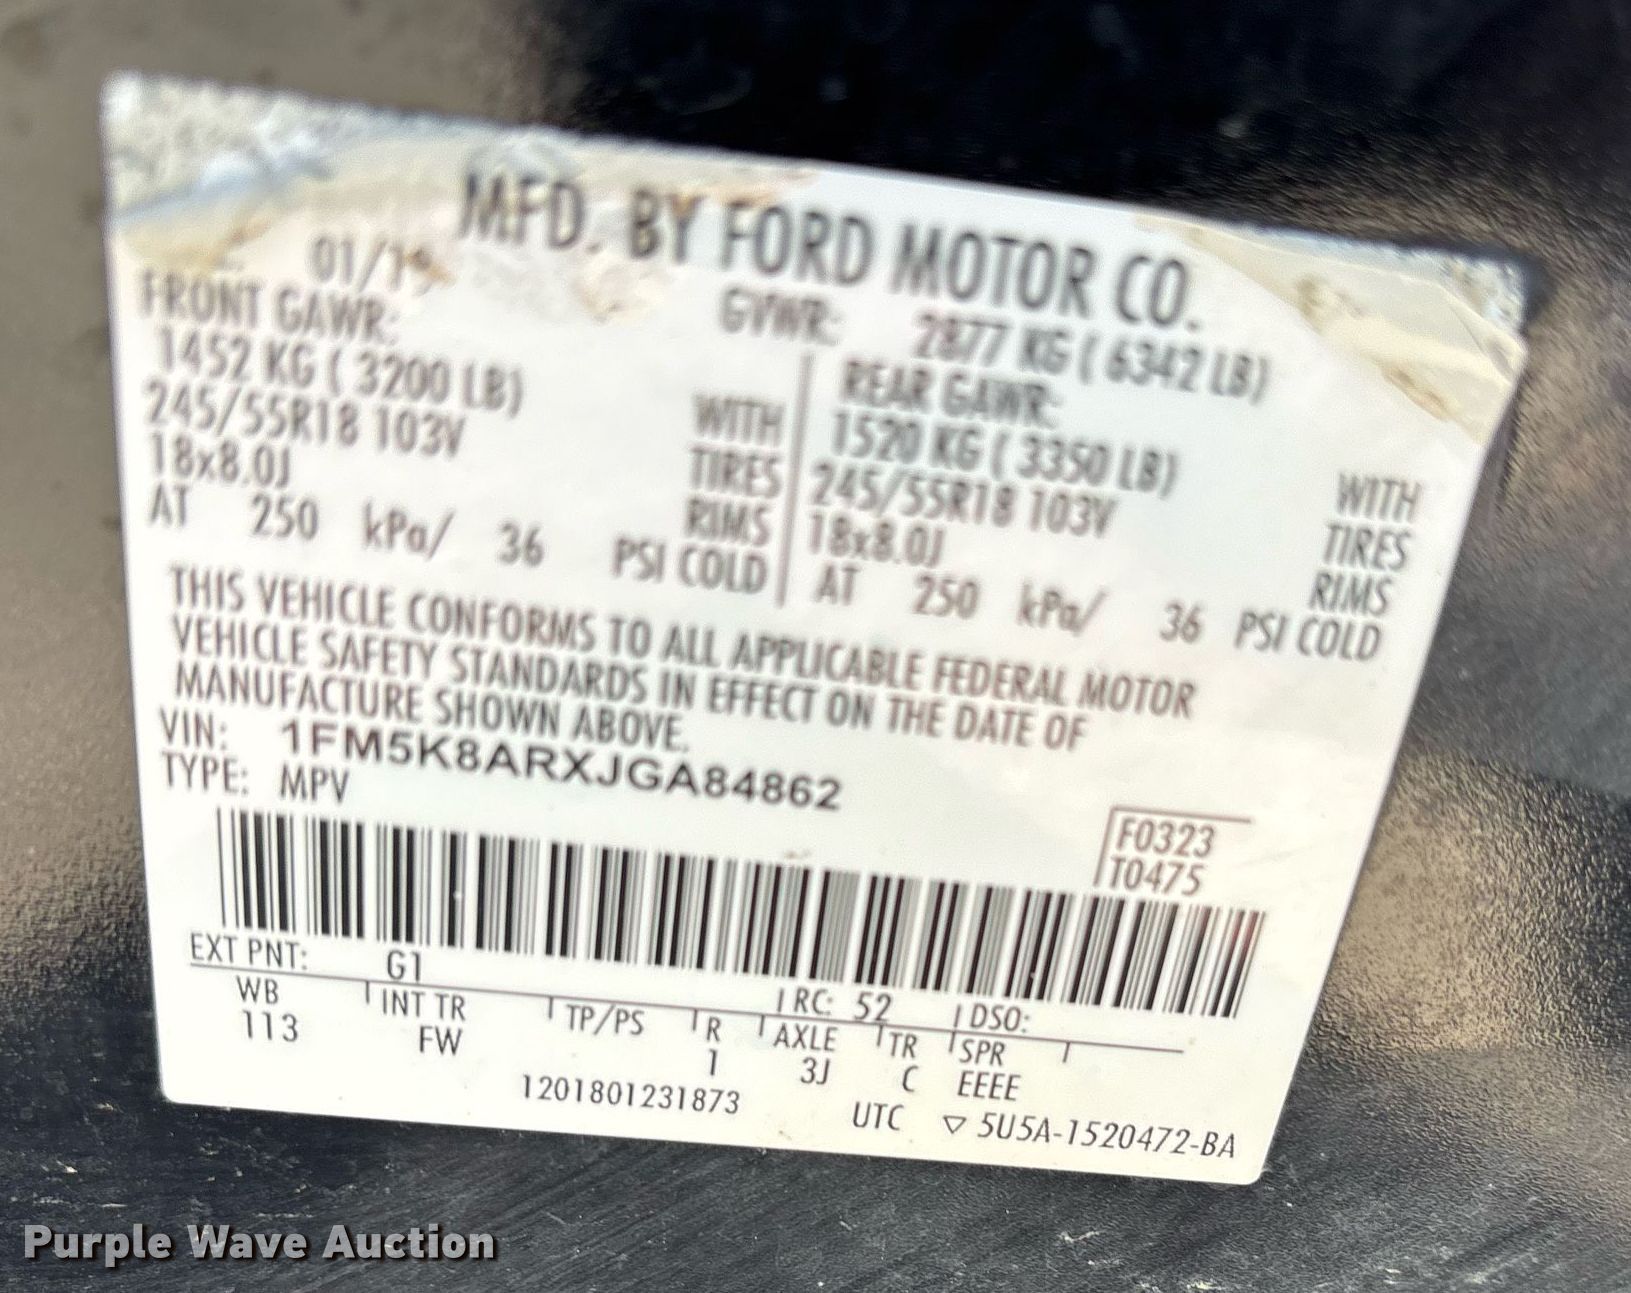 MFD. BY FORD MOTOR CO.
01/19
GVWR: 2877 KG ( 6342 LB)
FRONT GAWR:
1452 KG ( 3200 LB) WITH
245/55R18 103V TIRES
18x8.0J RIMS
AT 250 kPa/ 36 PSI COLD
REAR GAWR:
1520 KG ( 3350 LB) WITH
245/55R18 103V TIRES
18x8.0J RIMS
AT 250 kPa/ 36 PSI COLD
THIS VEHICLE CONFORMS TO ALL APPLICABLE FEDERAL MOTOR
VEHICLE SAFETY STANDARDS IN EFFECT ON THE DATE OF
MANUFACTURE SHOWN ABOVE.
VIN: 1FM5K8ARXJGA84862
TYPE: MPV
F0323
T0475
EXT PNT: G1 RC: 52 DSO:
WB INT TR TP/PS R AXLE TR SPR
113 FW 1 3J C EEEE
1201801231873
UTC ▽ 5U5A-1520472-BA
Purple Wave Auction